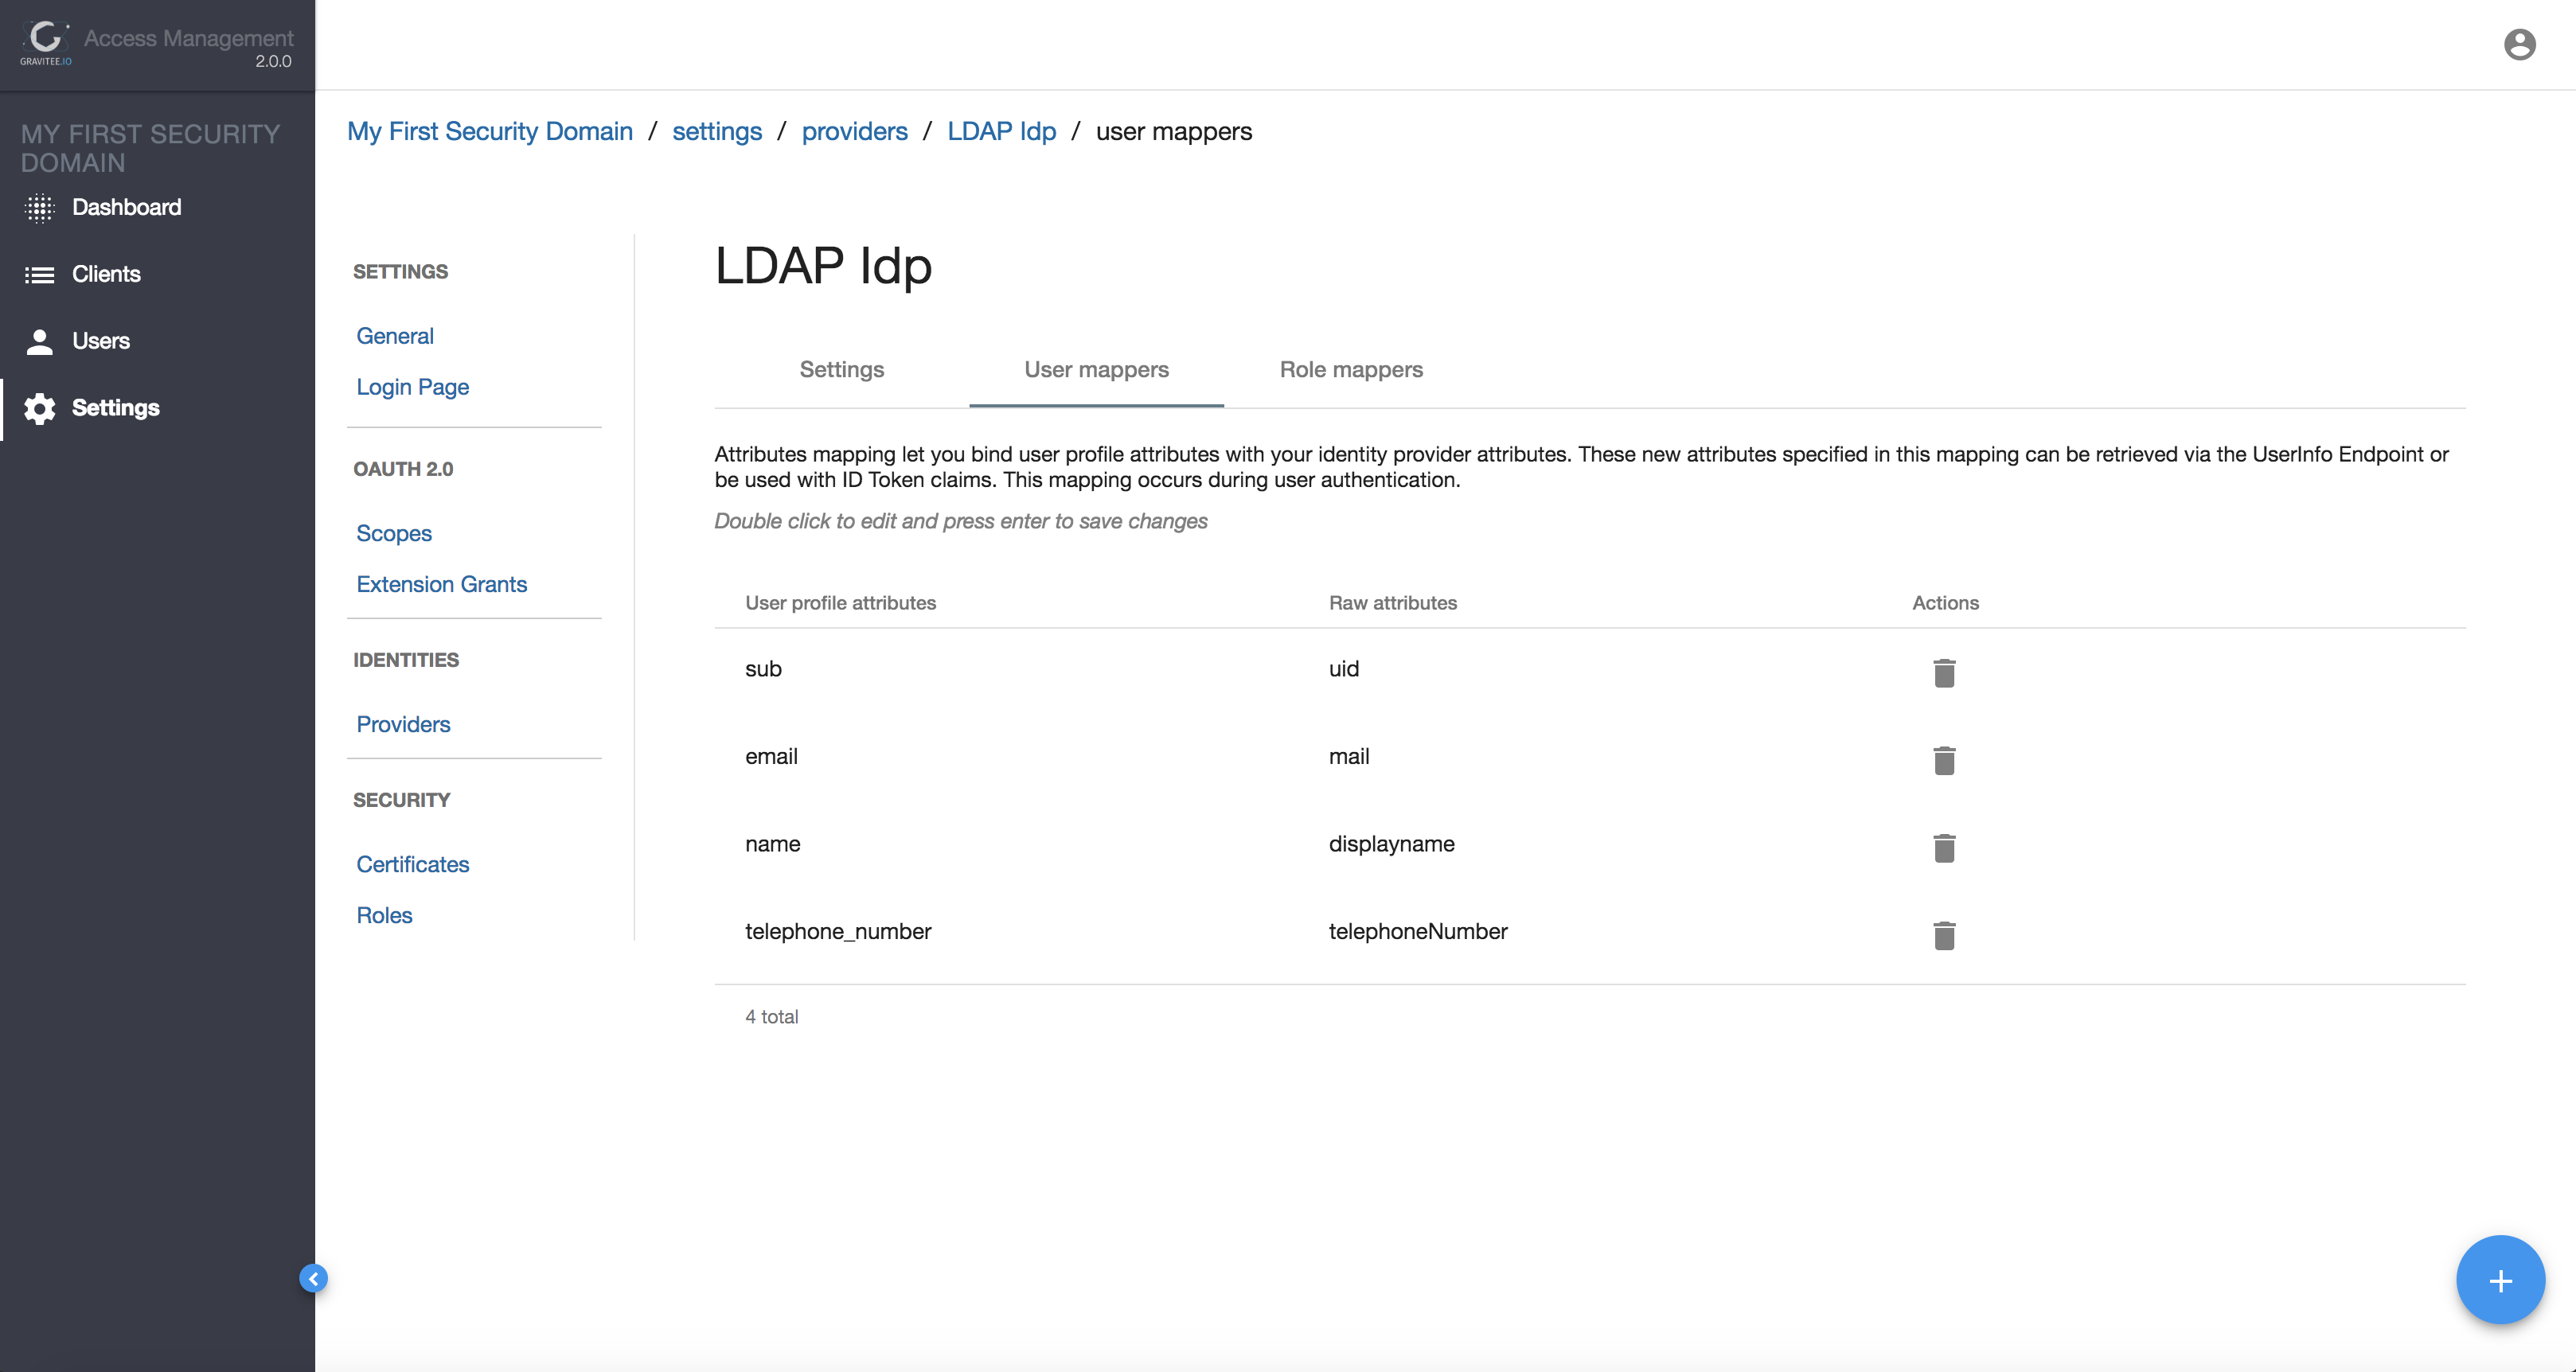 GRAVITEE.IO
Access Management
2.0.0
MY FIRST SECURITY
DOMAIN
Dashboard
Clients
Users
Settings
My First Security Domain / settings / providers / LDAP Idp / user mappers
SETTINGS
General
Login Page
OAUTH 2.0
Scopes
Extension Grants
IDENTITIES
Providers
SECURITY
Certificates
Roles
LDAP Idp
Settings User mappers Role mappers
Attributes mapping let you bind user profile attributes with your identity provider attributes. These new attributes specified in this mapping can be retrieved via the UserInfo Endpoint or
be used with ID Token claims. This mapping occurs during user authentication.
Double click to edit and press enter to save changes
User profile attributes Raw attributes Actions
sub uid
email mail
name displayname
telephone_number telephoneNumber
4 total